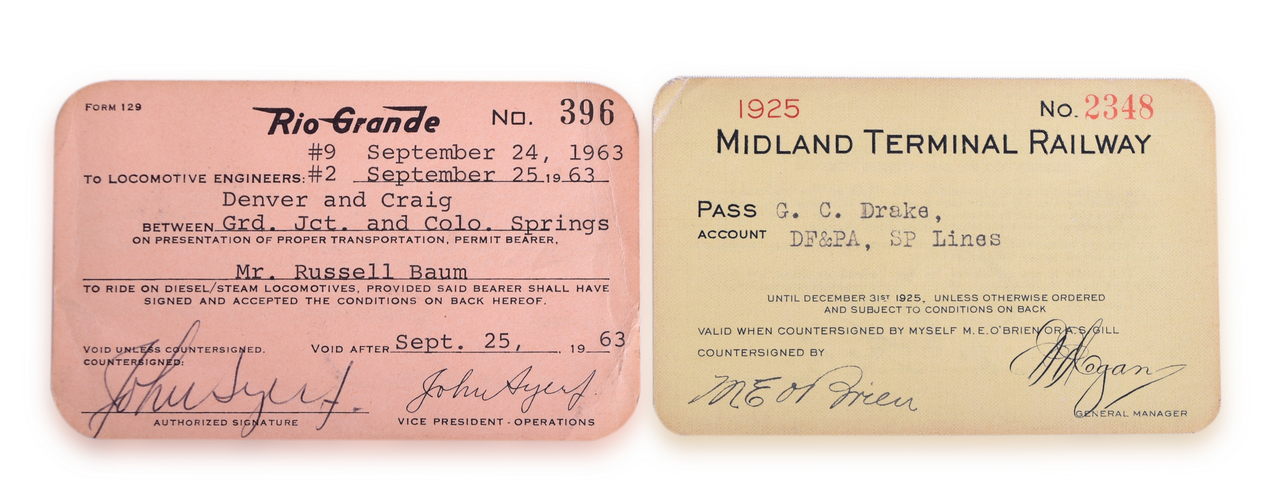 FORM 129
Rio Grande No. 396
#9 September 24, 1963
TO LOCOMOTIVE ENGINEERS: #2 September 25 19 63
Denver and Craig
BETWEEN Grd. Jct. and Colo. Springs
ON PRESENTATION OF PROPER TRANSPORTATION, PERMIT BEARER,
Mr. Russell Baum
TO RIDE ON DIESEL/STEAM LOCOMOTIVES, PROVIDED SAID BEARER SHALL HAVE
SIGNED AND ACCEPTED THE CONDITIONS ON BACK HEREOF.
VOID UNLESS COUNTERSIGNED. VOID AFTER Sept. 25, , 19 63
COUNTERSIGNED:
John Ayer Jr. John Ayer Jr.
AUTHORIZED SIGNATURE VICE PRESIDENT - OPERATIONS
1925 No. 2348
MIDLAND TERMINAL RAILWAY
PASS G. C. Drake,
ACCOUNT DF&PA, SP Lines
UNTIL DECEMBER 31ST 1925, UNLESS OTHERWISE ORDERED
AND SUBJECT TO CONDITIONS ON BACK
VALID WHEN COUNTERSIGNED BY MYSELF M.E.O'BRIEN OR A.S.GILL
COUNTERSIGNED BY
M E O'Brien
GENERAL MANAGER